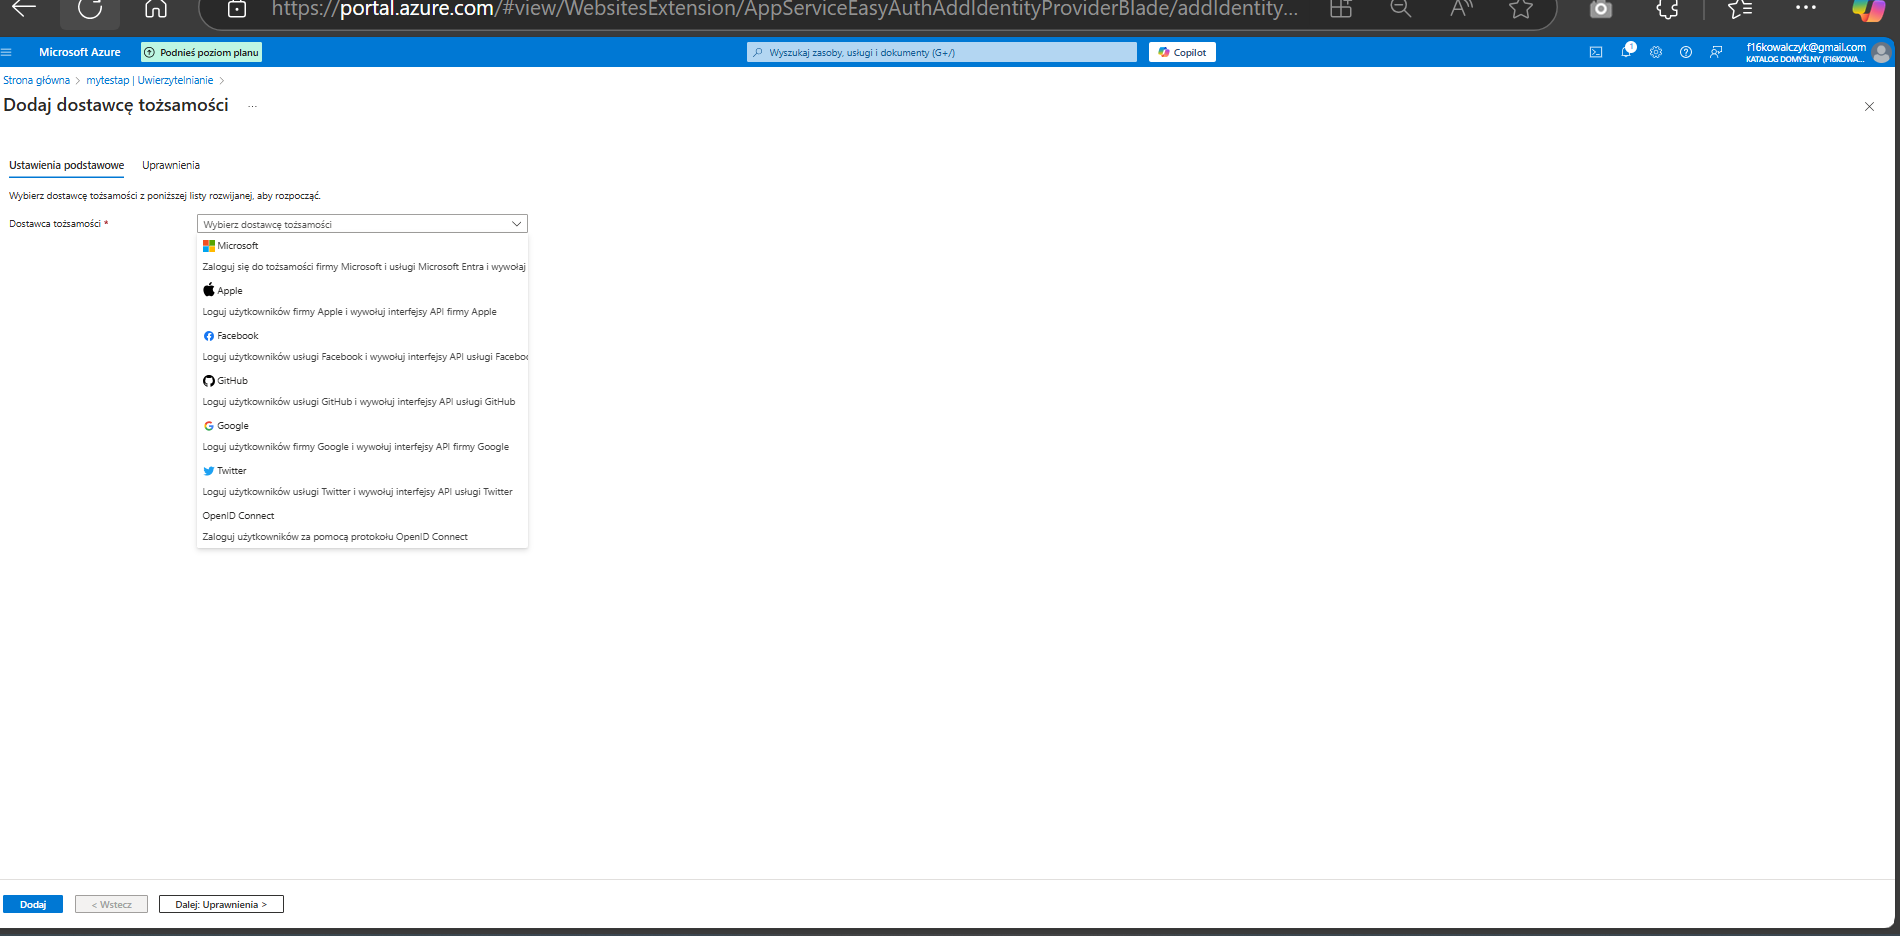 https://portal.azure.com/#view/WebsitesExtension/AppServiceEasyAuthAddIdentityProviderBlade/addIdentity...
Microsoft Azure
Podnieś poziom planu
Wyszukaj zasoby, usługi i dokumenty (G+/)
Copilot
1
f16kowalczyk@gmail.com
KATALOG DOMYŚLNY (F16KOWA...
Strona główna > mytestap | Uwierzytelnianie >
Dodaj dostawcę tożsamości ...
Ustawienia podstawowe Uprawnienia
Wybierz dostawcę tożsamości z poniższej listy rozwijanej, aby rozpocząć.
Dostawca tożsamości *
Wybierz dostawcę tożsamości
Microsoft
Zaloguj się do tożsamości firmy Microsoft i usługi Microsoft Entra i wywołaj
Apple
Loguj użytkowników firmy Apple i wywołuj interfejsy API firmy Apple
Facebook
Loguj użytkowników usługi Facebook i wywołuj interfejsy API usługi Faceboo
GitHub
Loguj użytkowników usługi GitHub i wywołuj interfejsy API usługi GitHub
Google
Loguj użytkowników firmy Google i wywołuj interfejsy API firmy Google
Twitter
Loguj użytkowników usługi Twitter i wywołuj interfejsy API usługi Twitter
OpenID Connect
Zaloguj użytkowników za pomocą protokołu OpenID Connect
Dodaj
< Wstecz
Dalej: Uprawnienia >